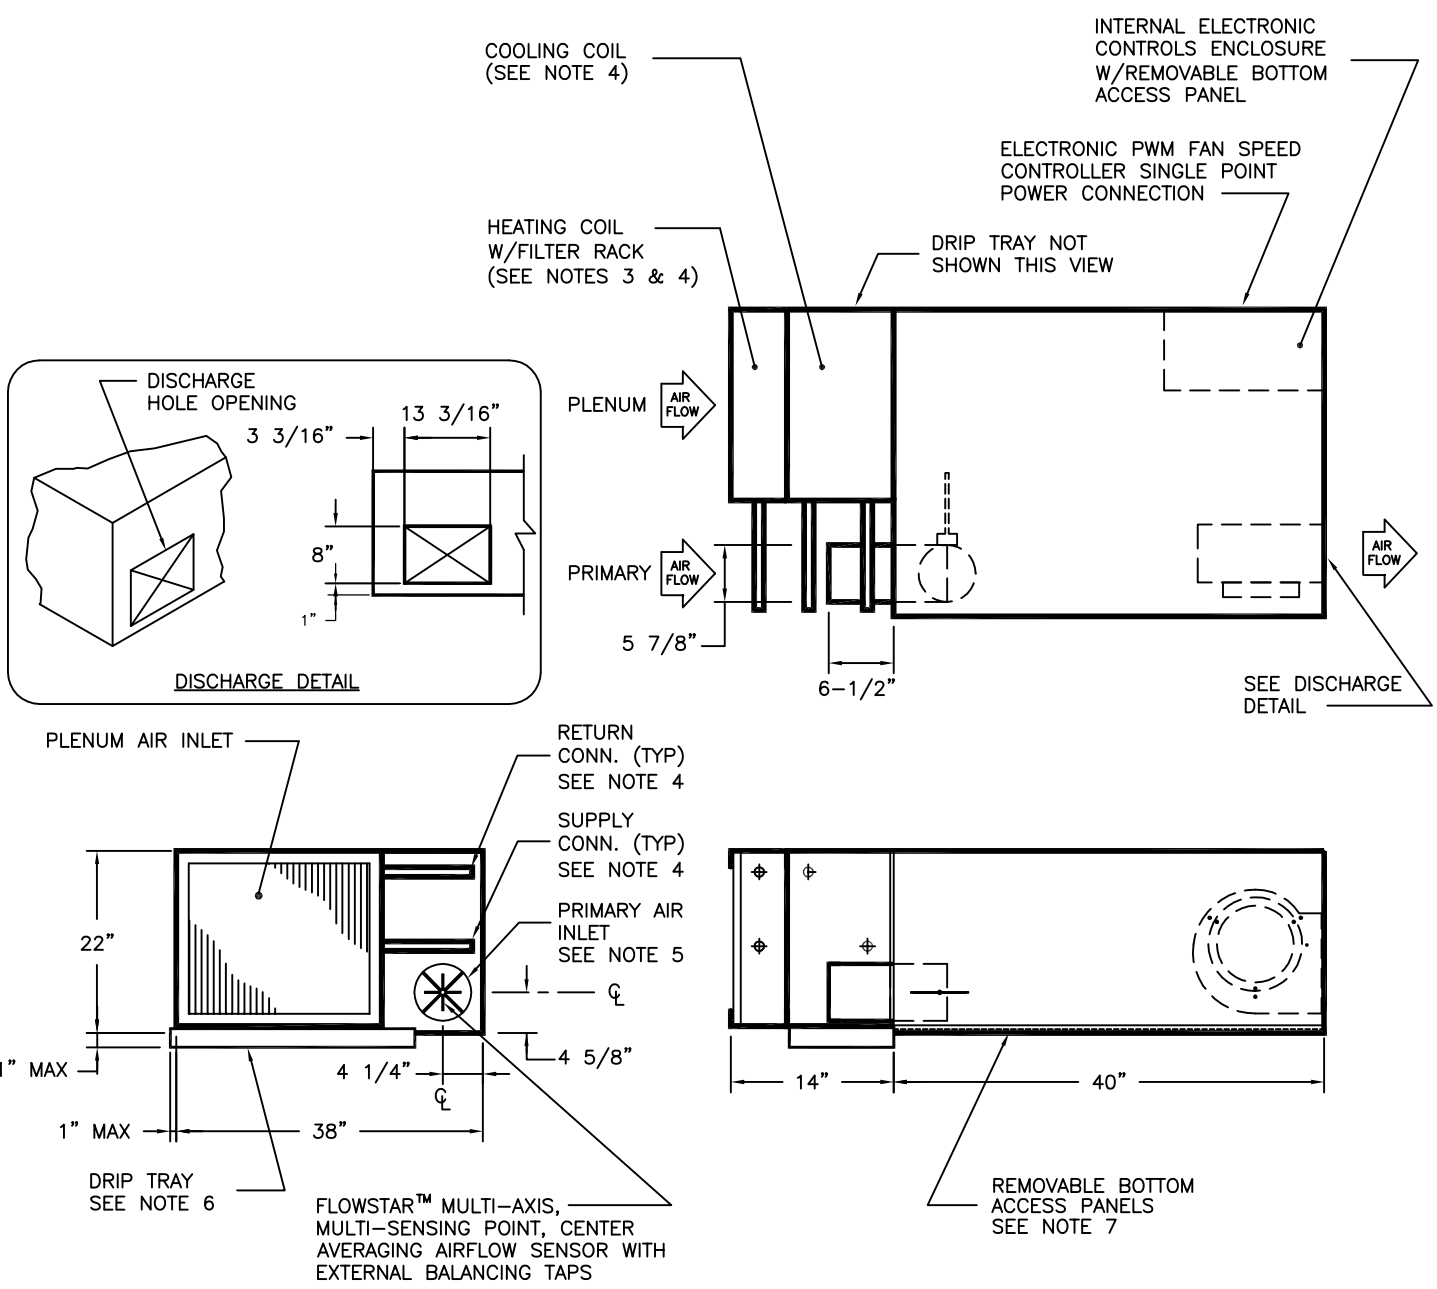 COOLING COIL
(SEE NOTE 4)
INTERNAL ELECTRONIC
CONTROLS ENCLOSURE
W/REMOVABLE BOTTOM
ACCESS PANEL
ELECTRONIC PWM FAN SPEED
CONTROLLER SINGLE POINT
POWER CONNECTION
HEATING COIL
W/FILTER RACK
(SEE NOTES 3 & 4)
DRIP TRAY NOT
SHOWN THIS VIEW
DISCHARGE
HOLE OPENING
13 3/16"
3 3/16"
8"
1"
DISCHARGE DETAIL
PLENUM
AIR
FLOW
PRIMARY
AIR
FLOW
AIR
FLOW
5 7/8"
6-1/2"
SEE DISCHARGE
DETAIL
PLENUM AIR INLET
RETURN
CONN. (TYP)
SEE NOTE 4
SUPPLY
CONN. (TYP)
SEE NOTE 4
PRIMARY AIR
INLET
SEE NOTE 5
22"
℄
1" MAX
4 1/4"
4 5/8"
℄
1" MAX
38"
14"
40"
DRIP TRAY
SEE NOTE 6
FLOWSTAR™ MULTI-AXIS,
MULTI-SENSING POINT, CENTER
AVERAGING AIRFLOW SENSOR WITH
EXTERNAL BALANCING TAPS
REMOVABLE BOTTOM
ACCESS PANELS
SEE NOTE 7